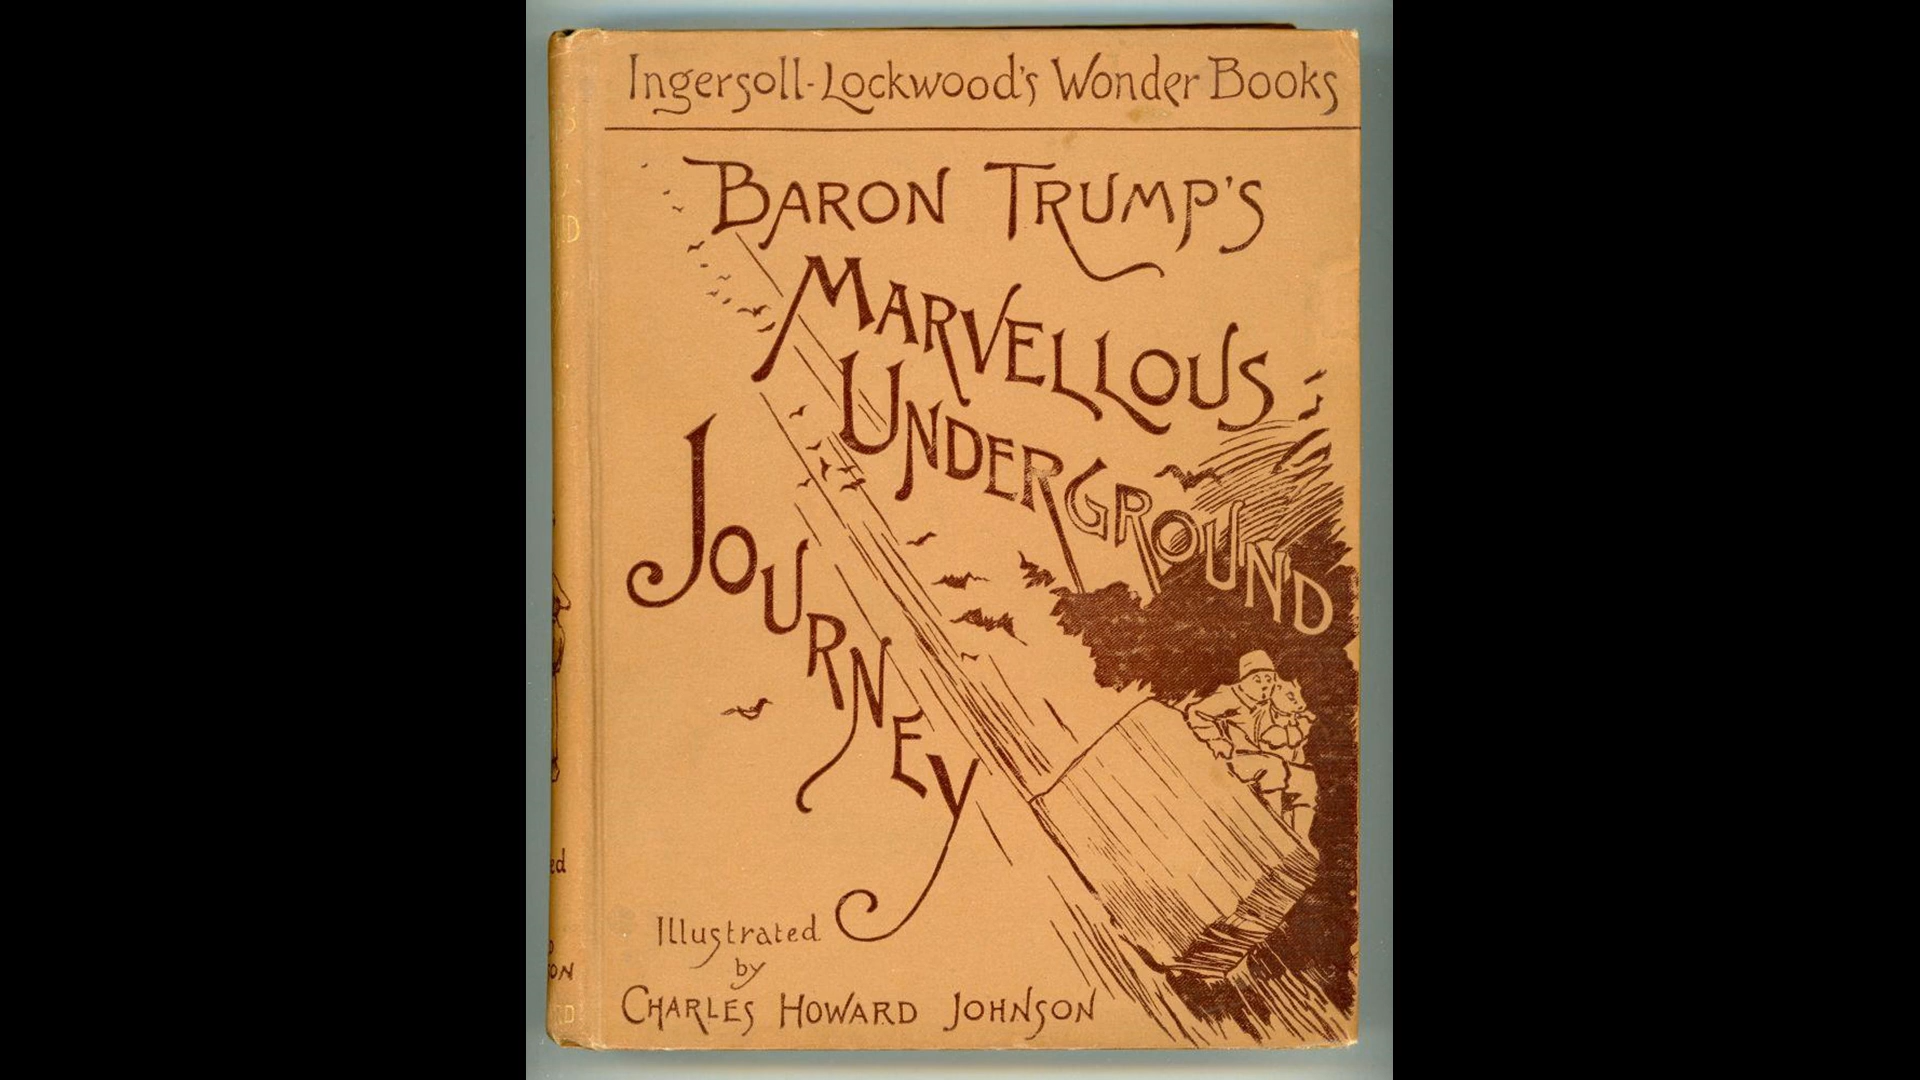 Ingersoll-Lockwood's Wonder Books
BARON TRUMP'S
MARVELLOUS
UNDERGROUND
JOURNEY
Illustrated
by
CHARLES HOWARD JOHNSON